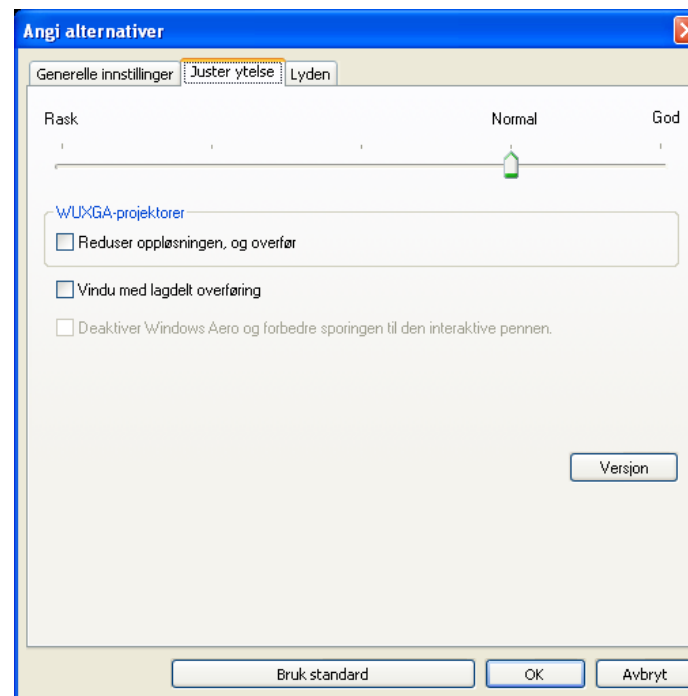 Angi alternativer
Generelle innstillinger Juster ytelse Lyden
Rask Normal God
WUXGA-projektorer
Reduser oppløsningen, og overfør
Vindu med lagdelt overføring
Deaktiver Windows Aero og forbedre sporingen til den interaktive pennen.
Versjon
Bruk standard OK Avbryt